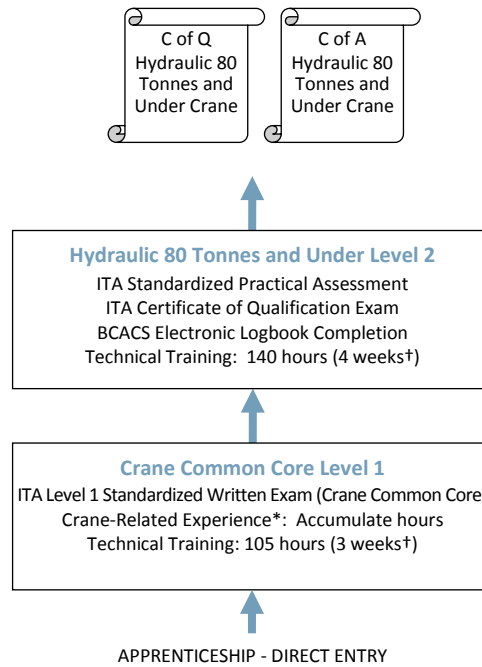 C of Q
Hydraulic 80
Tonnes and
Under Crane
C of A
Hydraulic 80
Tonnes and
Under Crane
Hydraulic 80 Tonnes and Under Level 2
ITA Standardized Practical Assessment
ITA Certificate of Qualification Exam
BCACS Electronic Logbook Completion
Technical Training:  140 hours (4 weeks†)
Crane Common Core Level 1
ITA Level 1 Standardized Written Exam (Crane Common Core
Crane-Related Experience*:  Accumulate hours
Technical Training: 105 hours (3 weeks†)
APPRENTICESHIP - DIRECT ENTRY